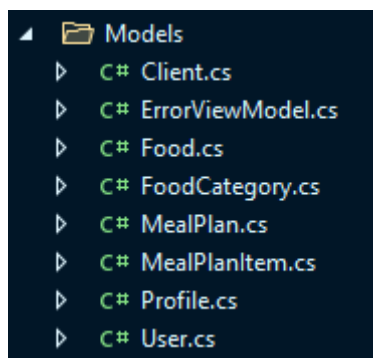 Models
C# Client.cs
C# ErrorViewModel.cs
C# Food.cs
C# FoodCategory.cs
C# MealPlan.cs
C# MealPlanItem.cs
C# Profile.cs
C# User.cs